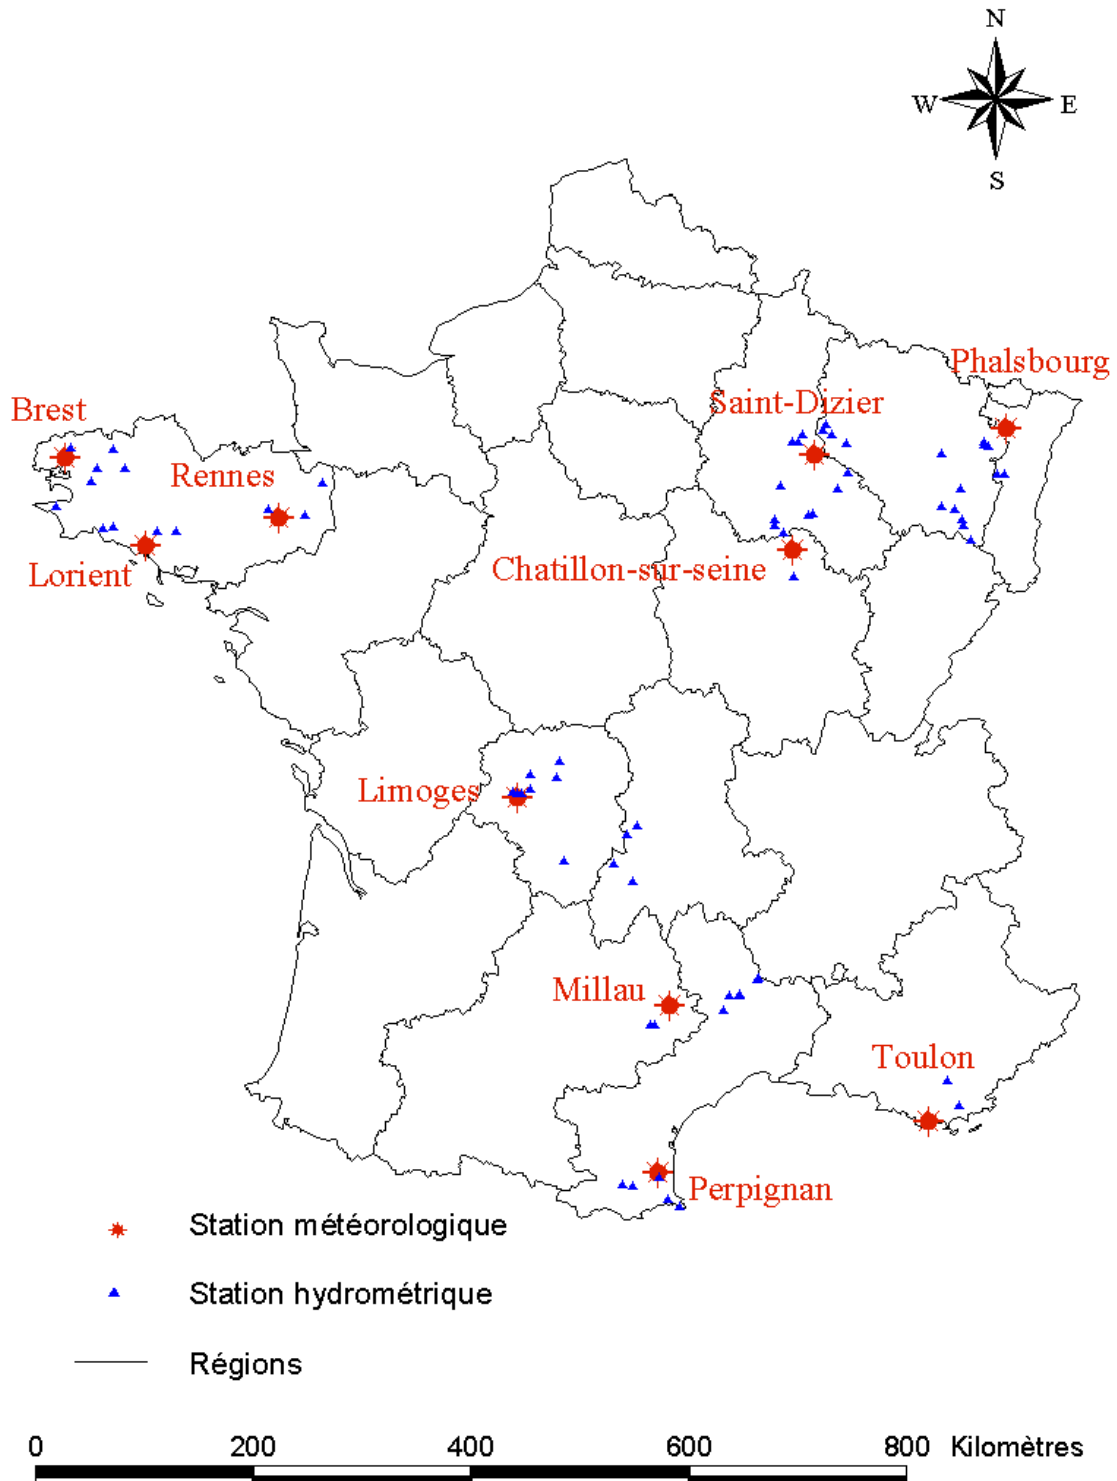 N
W E
S
Phalsbourg
Saint-Dizier
Brest
Rennes
Lorient
Chatillon-sur-seine
Limoges
Millau
Toulon
Perpignan
Station météorologique
Station hydrométrique
Régions
0 200 400 600 800 Kilomètres